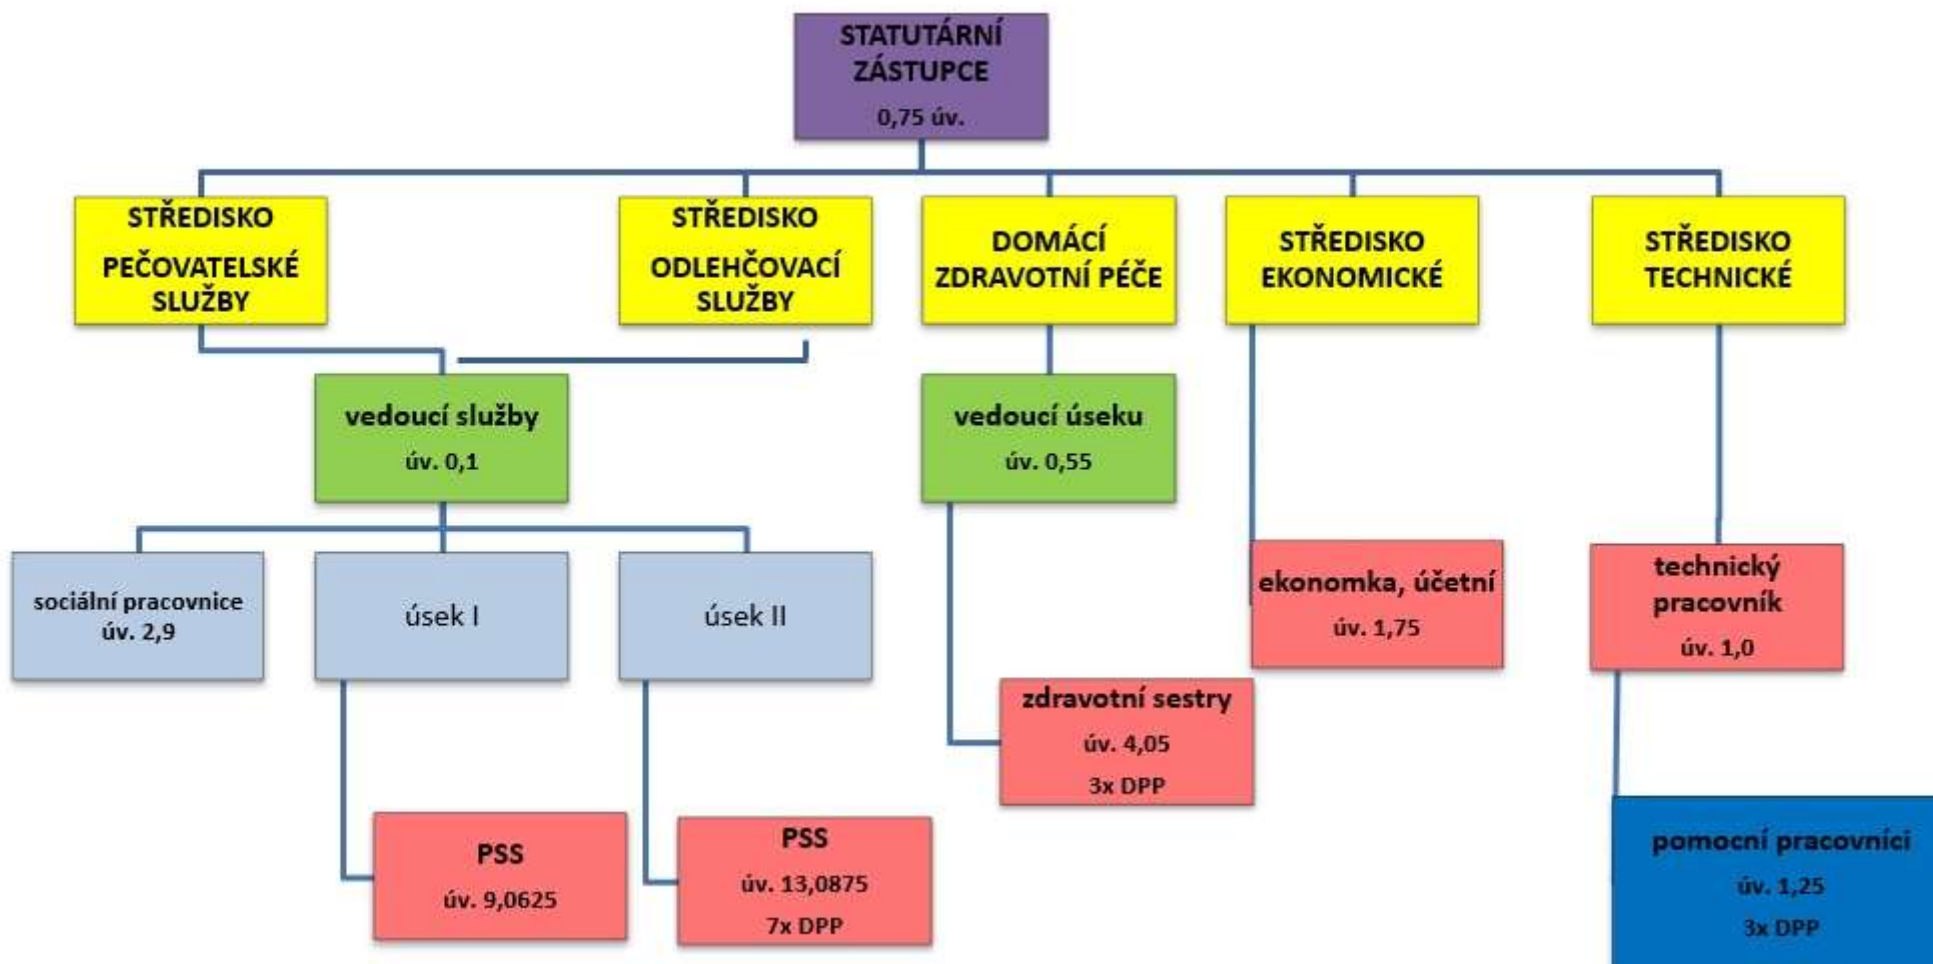 STATUTÁRNÍ
ZÁSTUPCE
0,75 úv.
STŘEDISKO
PEČOVATELSKÉ
SLUŽBY
STŘEDISKO
ODLEHČOVACÍ
SLUŽBY
DOMÁCÍ
ZDRAVOTNÍ PÉČE
STŘEDISKO
EKONOMICKÉ
STŘEDISKO
TECHNICKÉ
vedoucí služby
úv. 0,1
vedoucí úseku
úv. 0,55
sociální pracovnice
úv. 2,9
úsek I
úsek II
ekonomka, účetní
úv. 1,75
technický
pracovník
úv. 1,0
zdravotní sestry
úv. 4,05
3x DPP
PSS
úv. 9,0625
PSS
úv. 13,0875
7x DPP
pomocní pracovníci
úv. 1,25
3x DPP